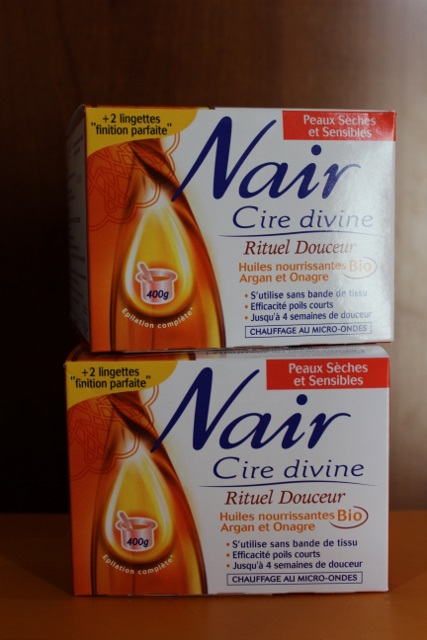 +2 lingettes
"finition parfaite"
Peaux Sèches
et Sensibles
Nair
Cire divine
Rituel Douceur
Huiles nourrissantes Bio
Argan et Onagre
• S'utilise sans bande de tissu
• Efficacité poils courts
• Jusqu'à 4 semaines de douceur
CHAUFFAGE AU MICRO-ONDES
400g
Epilation complète*
+2 lingettes
"finition parfaite"
Peaux Sèches
et Sensibles
Nair
Cire divine
Rituel Douceur
Huiles nourrissantes Bio
Argan et Onagre
• S'utilise sans bande de tissu
• Efficacité poils courts
• Jusqu'à 4 semaines de douceur
CHAUFFAGE AU MICRO-ONDES
400g
Epilation complète*